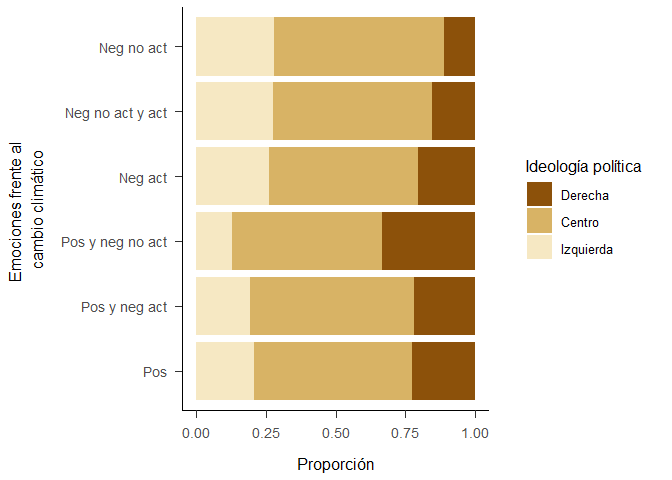 Emociones frente al
cambio climático
Neg no act
Neg no act y act
Neg act
Pos y neg no act
Pos y neg act
Pos
0.00
0.25
0.50
0.75
1.00
Proporción
Ideología política
Derecha
Centro
Izquierda